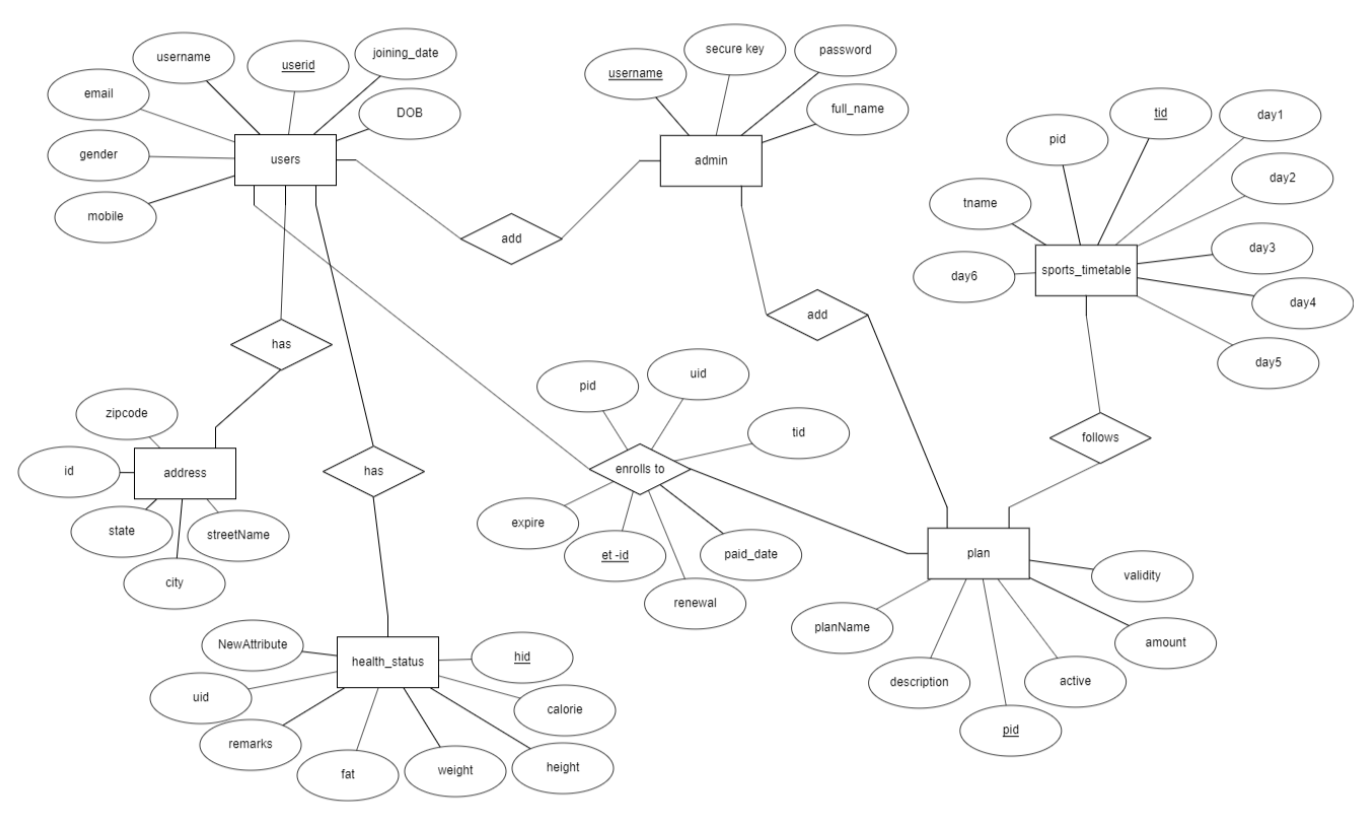 username
userid
joining_date
email
DOB
gender
users
mobile
secure key
password
username
full_name
admin
add
tid
day1
pid
day2
tname
day3
sports_timetable
day6
day4
day5
add
has
pid
uid
tid
follows
zipcode
id
address
has
enrolls to
state
streetName
city
expire
et -id
paid_date
renewal
plan
validity
planName
amount
description
active
pid
NewAttribute
health_status
hid
uid
calorie
remarks
fat
weight
height